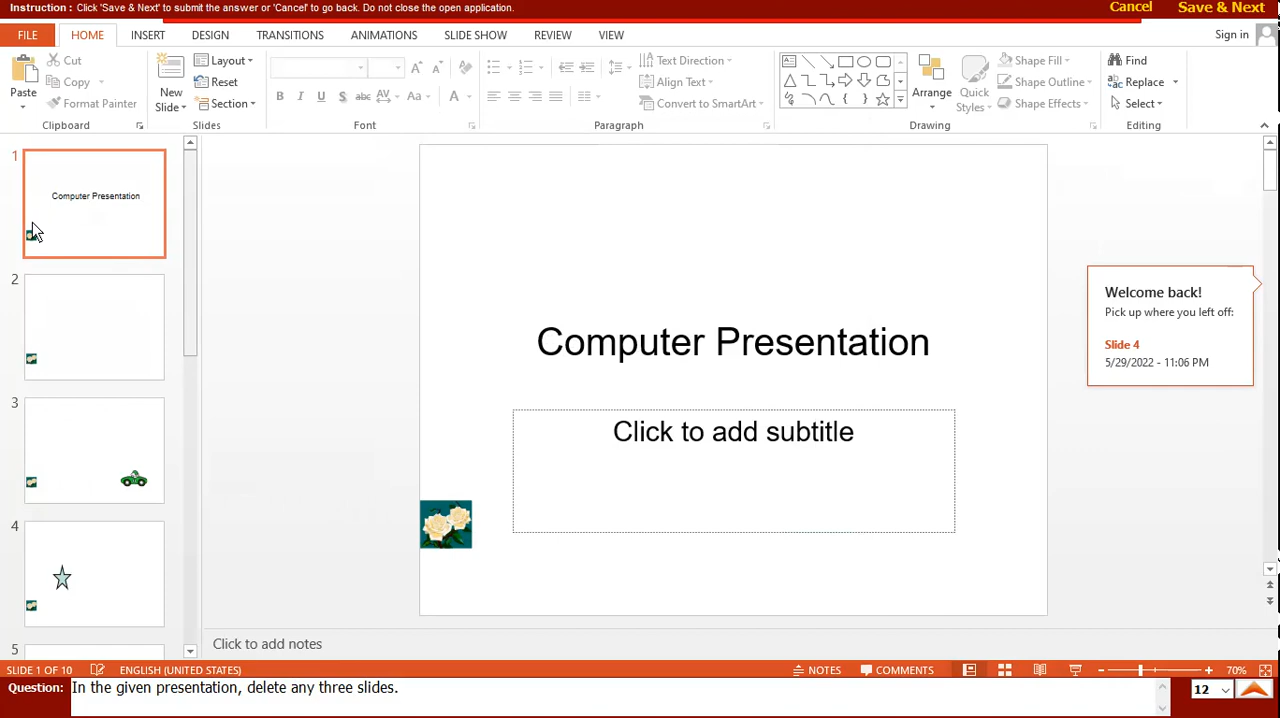 Instruction : Click 'Save & Next' to submit the answer or 'Cancel' to go back. Do not close the open application.
Cancel Save & Next
FILE HOME INSERT DESIGN TRANSITIONS ANIMATIONS SLIDE SHOW REVIEW VIEW Sign in
Paste
Cut
Copy
Format Painter
Clipboard
New
Slide
Layout
Reset
Section
Slides
B I U S abc AV Aa A
Font
Text Direction
Align Text
Convert to SmartArt
Paragraph
Arrange
Quick
Styles
Shape Fill
Shape Outline
Shape Effects
Drawing
Find
Replace
Select
Editing
1
Computer Presentation
2
3
4
5
Computer Presentation
Click to add subtitle
Welcome back!
Pick up where you left off:
Slide 4
5/29/2022 - 11:06 PM
Click to add notes
SLIDE 1 OF 10 ENGLISH (UNITED STATES) NOTES COMMENTS 70%
Question: In the given presentation, delete any three slides. 12